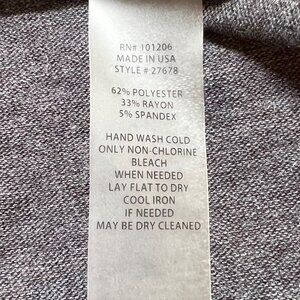 RN# 101206
MADE IN USA
STYLE # 27678
62% POLYESTER
33% RAYON
5% SPANDEX
HAND WASH COLD
ONLY NON-CHLORINE
BLEACH
WHEN NEEDED
LAY FLAT TO DRY
COOL IRON
IF NEEDED
MAY BE DRY CLEANED